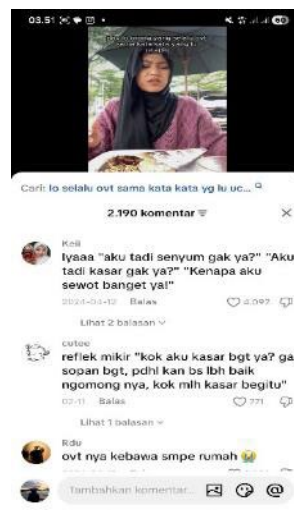 03.51
Cari: lo selalu ovt sama kata kata yg lu uc...
2.190 komentar
Keii
Iyaaa "aku tadi senyum gak ya?" "Aku
tadi kasar gak ya?" "Kenapa aku
sewot banget ya!"
2024-04-12 Balas
4.097
Lihat 2 balasan
cutee
reflek mikir "kok aku kasar bgt ya? ga
sopan bgt, pdhl kan bs lbh baik
ngomong nya, kok mlh kasar begitu"
02-11 Balas
771
Lihat 1 balasan
Rdu
ovt nya kebawa smpe rumah
Tambahkan komentar...